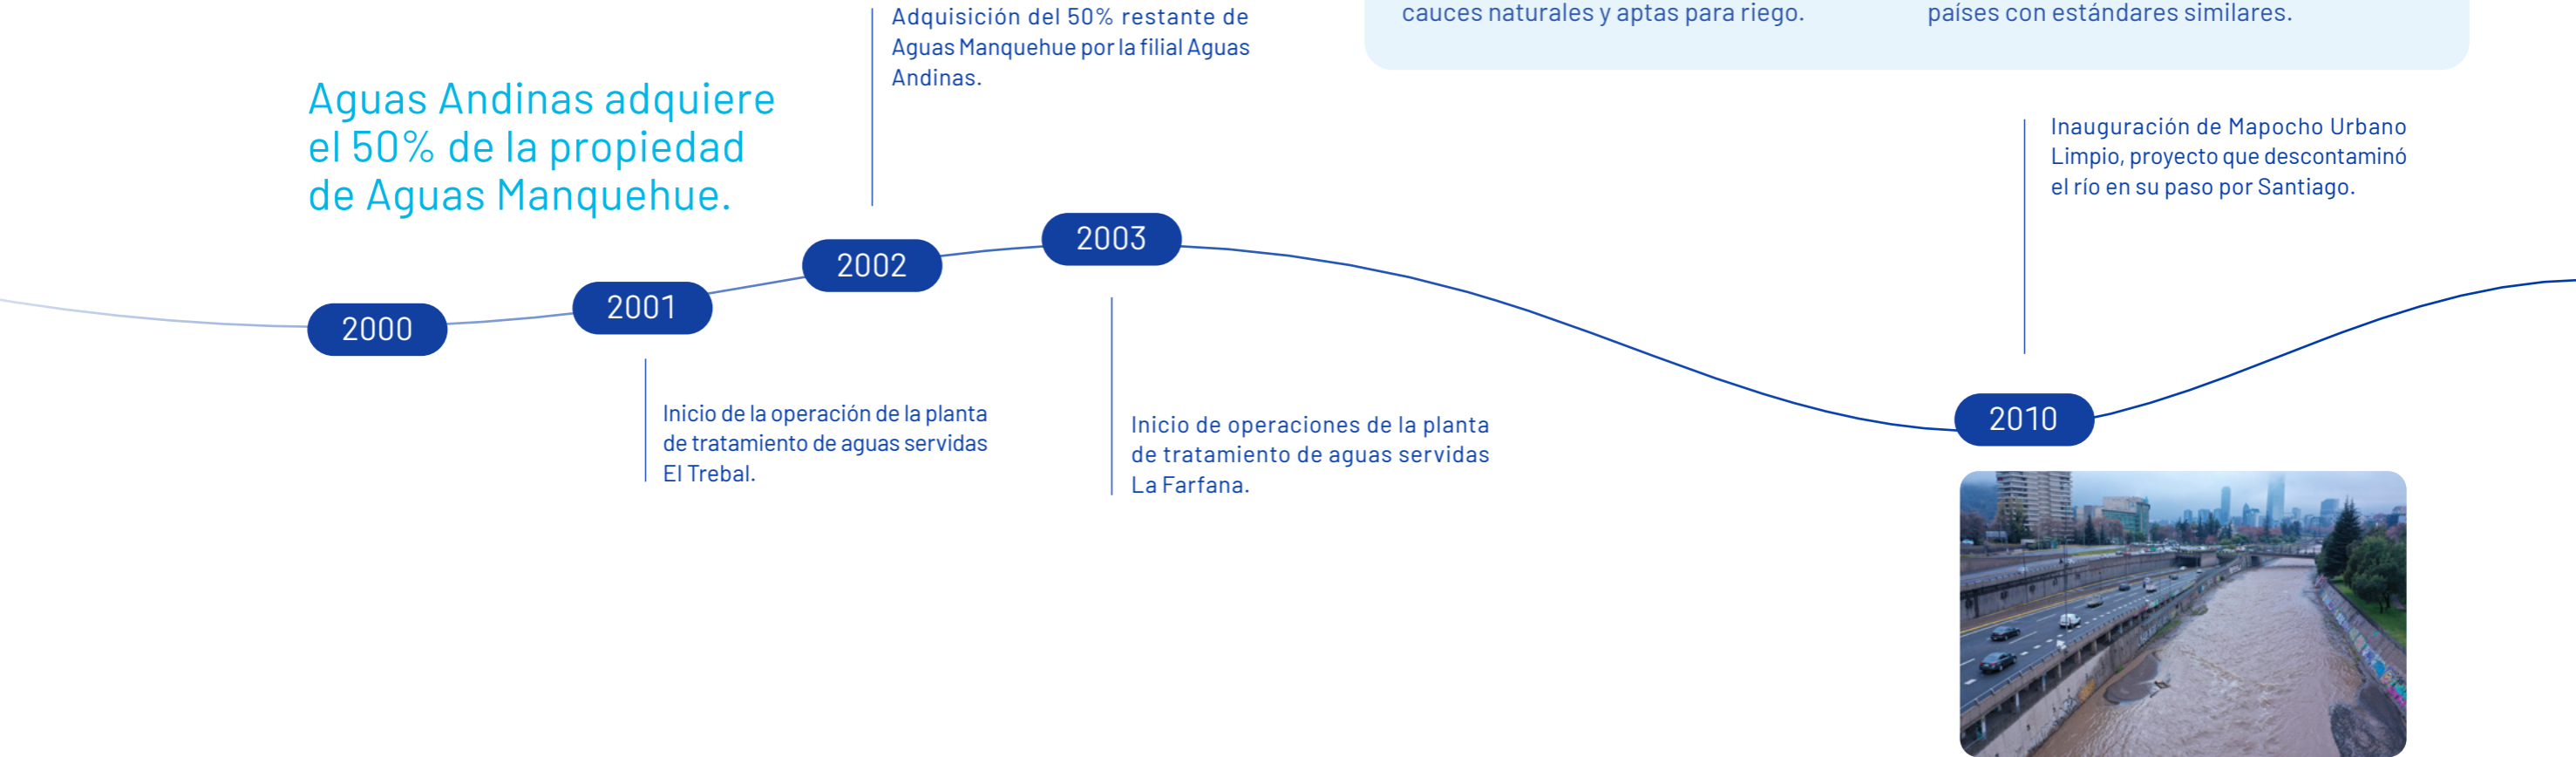 Adquisición del 50% restante de
Aguas Manquehue por la filial Aguas
Andinas.
cauces naturales y aptas para riego.
países con estándares similares.
Aguas Andinas adquiere
el 50% de la propiedad
de Aguas Manquehue.
Inauguración de Mapocho Urbano
Limpio, proyecto que descontaminó
el río en su paso por Santiago.
2000
2001
2002
2003
2010
Inicio de la operación de la planta
de tratamiento de aguas servidas
El Trebal.
Inicio de operaciones de la planta
de tratamiento de aguas servidas
La Farfana.